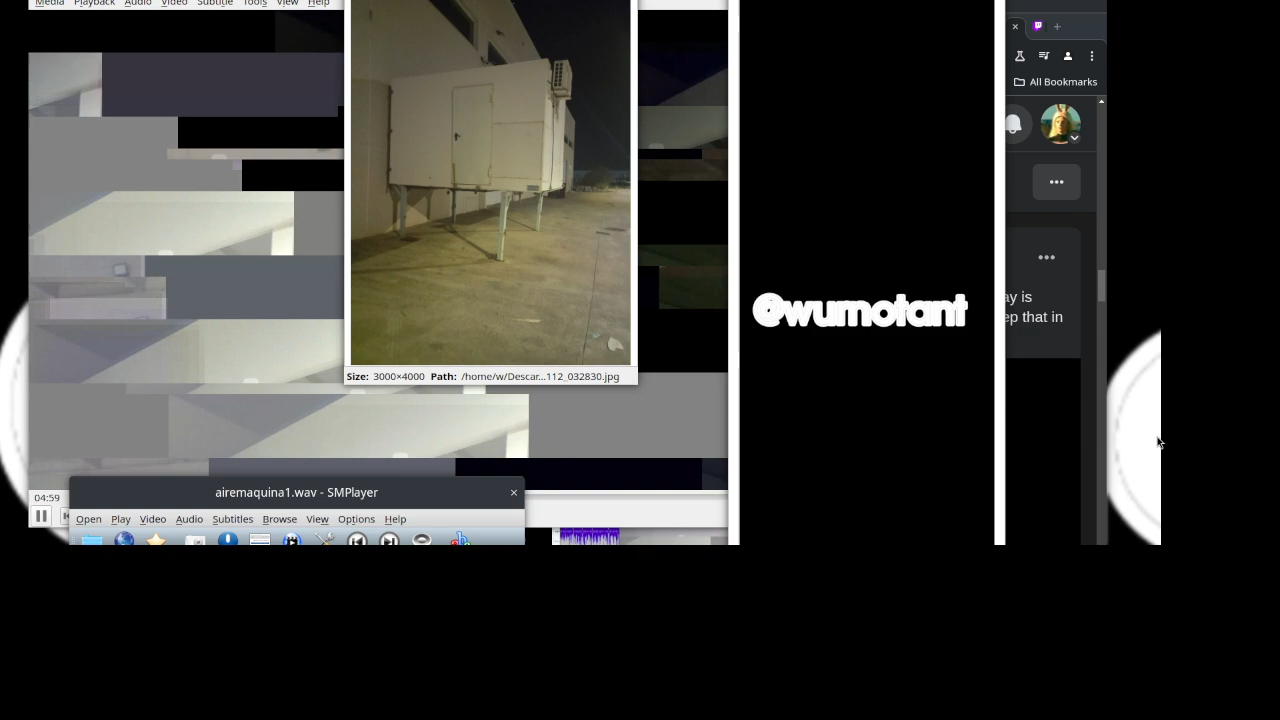 Media Playback Audio Video Subtitle Tools View Help
All Bookmarks
ay is
ep that in
@wumotant
Size: 3000×4000 Path: /home/w/Descar...112_032830.jpg
airemaquina1.wav - SMPlayer
04:59
Open Play Video Audio Subtitles Browse View Options Help